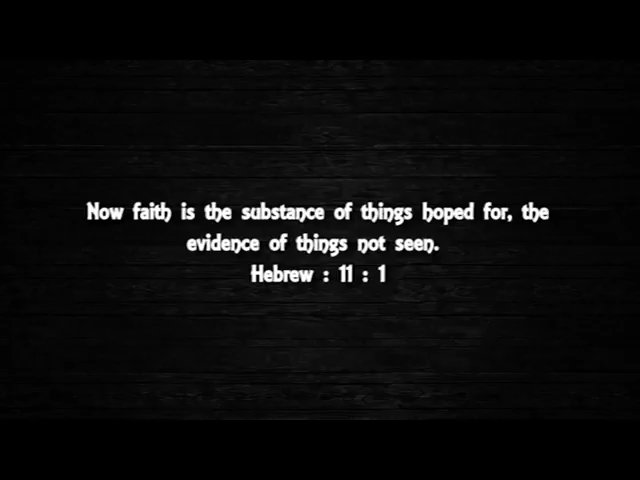 Now faith is the substance of things hoped for, the
evidence of things not seen.
Hebrew : 11 : 1